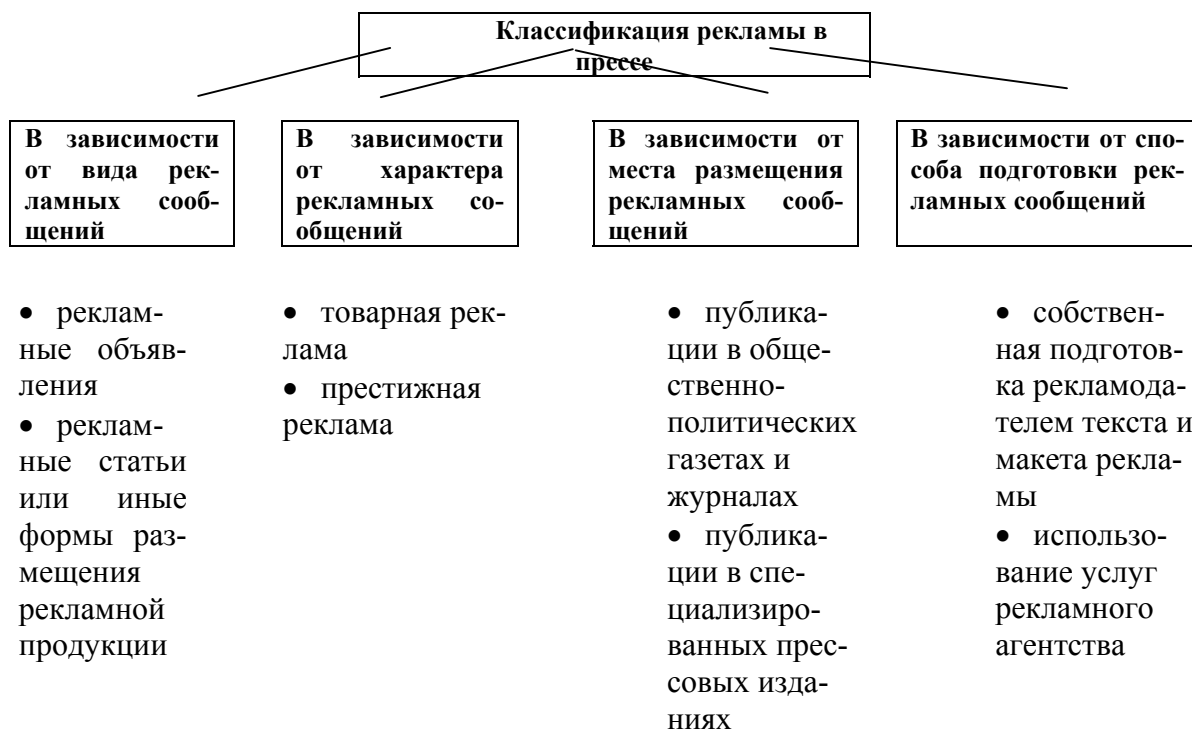 Классификация рекламы в
прессе
В зависимости
от вида рек-
ламных сооб-
щений
В зависимости
от характера
рекламных со-
общений
В зависимости от
места размещения
рекламных сооб-
щений
В зависимости от спо-
соба подготовки рек-
ламных сообщений
• реклам-
ные объяв-
ления
• реклам-
ные статьи
или иные
формы раз-
мещения
рекламной
продукции
• товарная рек-
лама
• престижная
реклама
• публика-
ции в обще-
ственно-
политических
газетах и
журналах
• публика-
ции в спе-
циализиро-
ванных прес-
совых изда-
ниях
• собствен-
ная подготов-
ка рекламода-
телем текста и
макета рекла-
мы
• использо-
вание услуг
рекламного
агентства